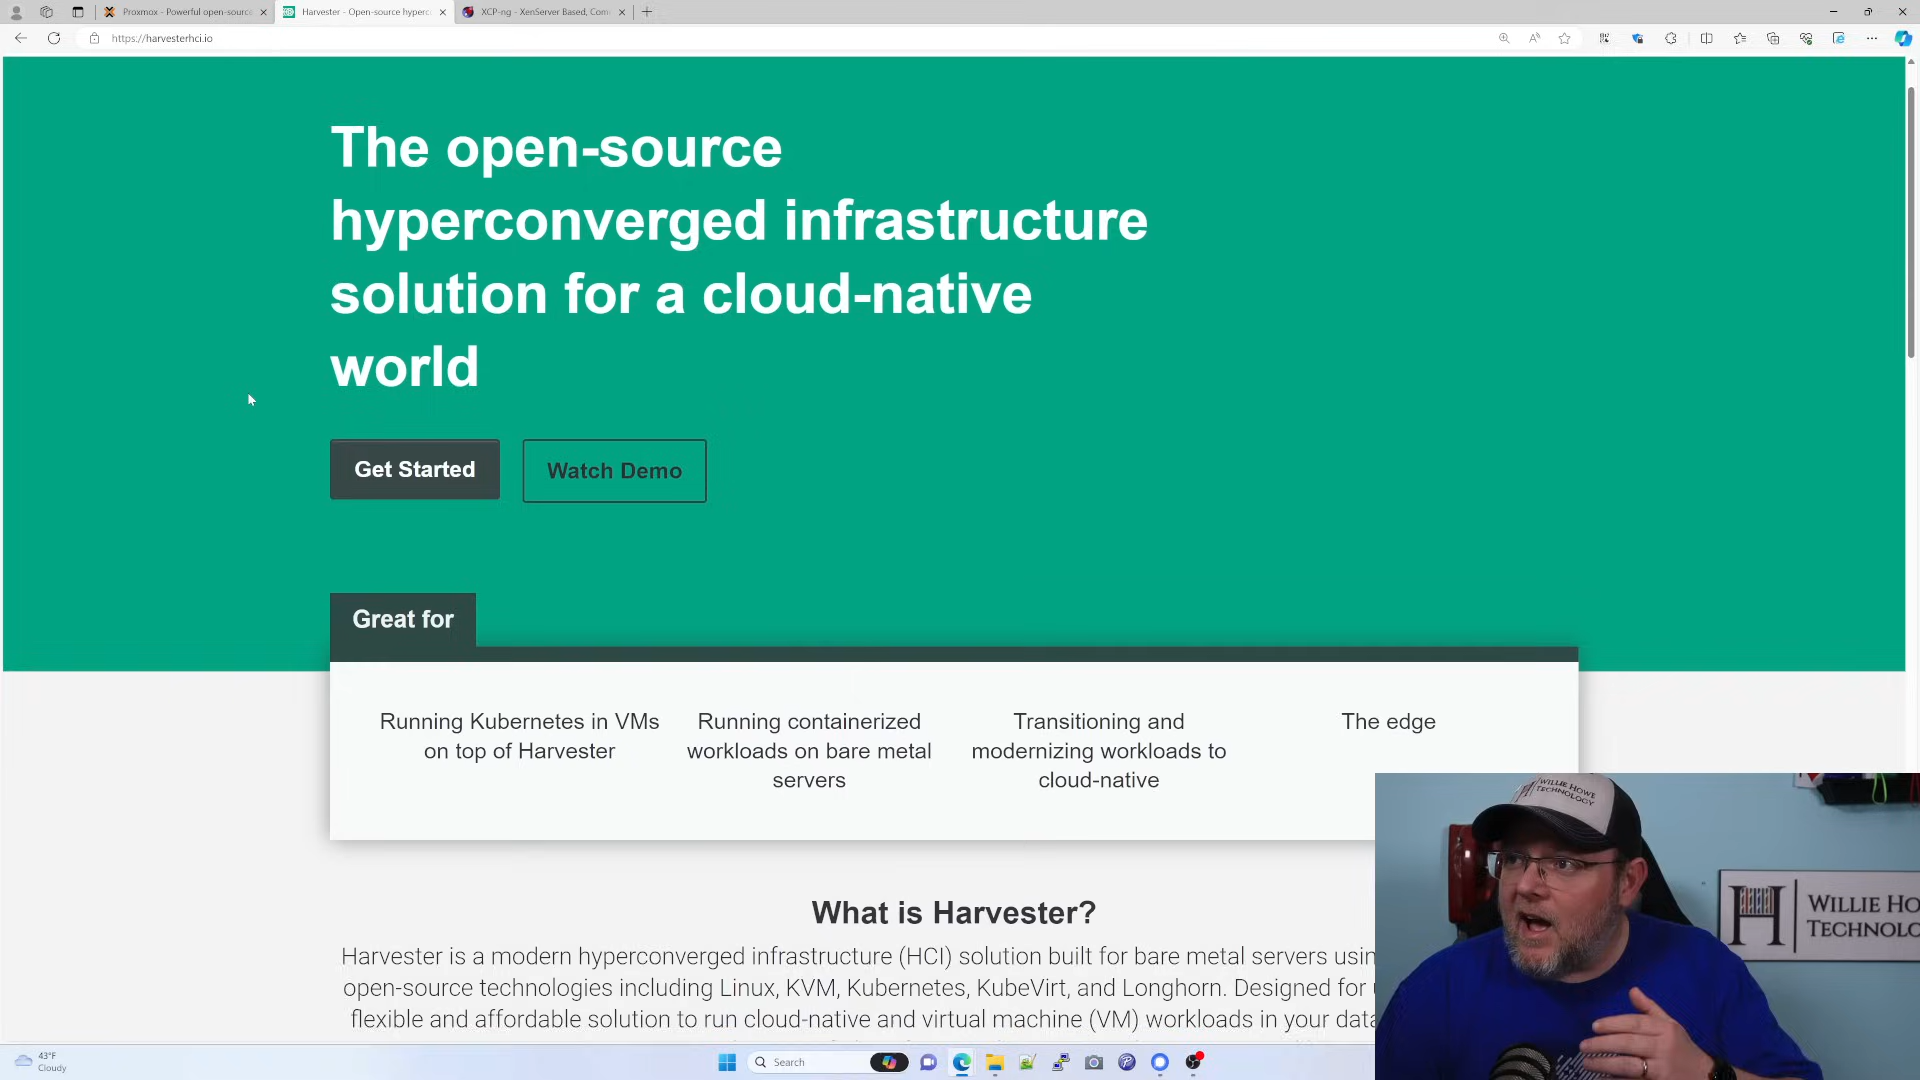 Proxmox - Powerful open-source
Harvester - Open-source hyperc
XCP-ng - XenServer Based, Com
https://harvesterhci.io
The open-source
hyperconverged infrastructure
solution for a cloud-native
world
Get Started
Watch Demo
Great for
Running Kubernetes in VMs
on top of Harvester
Running containerized
workloads on bare metal
servers
Transitioning and
modernizing workloads to
cloud-native
The edge
What is Harvester?
Harvester is a modern hyperconverged infrastructure (HCI) solution built for bare metal servers usin
open-source technologies including Linux, KVM, Kubernetes, KubeVirt, and Longhorn. Designed for
flexible and affordable solution to run cloud-native and virtual machine (VM) workloads in your data
WILLIE HOWE
TECHNOLOGY
WILLIE HO
TECHNOLO
43°F
Cloudy
Search